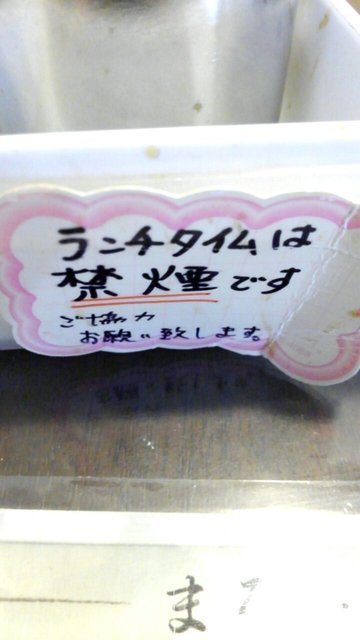 ランチタイムは
禁煙です
ご協力
お願い致します。
ま